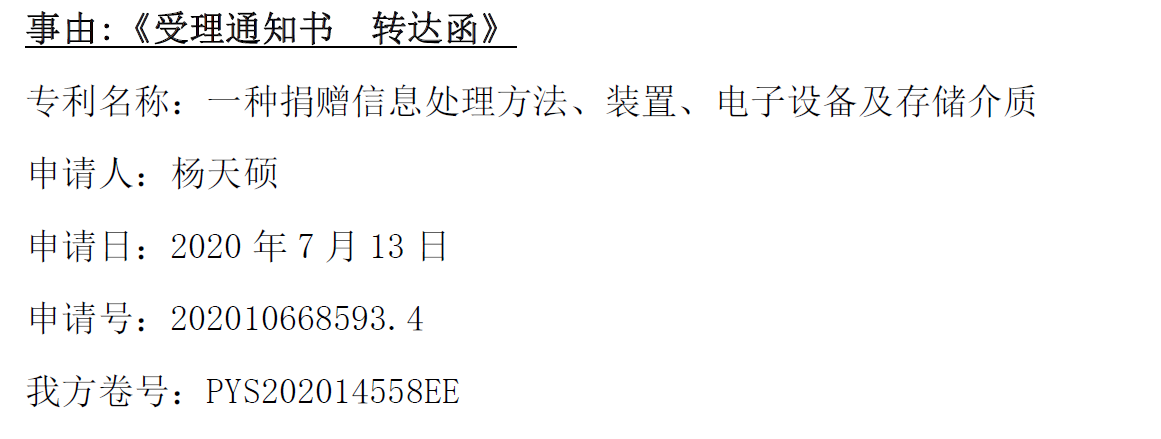 事由:《受理通知书　转达函》
专利名称：一种捐赠信息处理方法、装置、电子设备及存储介质
申请人：杨天硕
申请日：2020 年 7 月 13 日
申请号：202010668593.4
我方卷号：PYS202014558EE